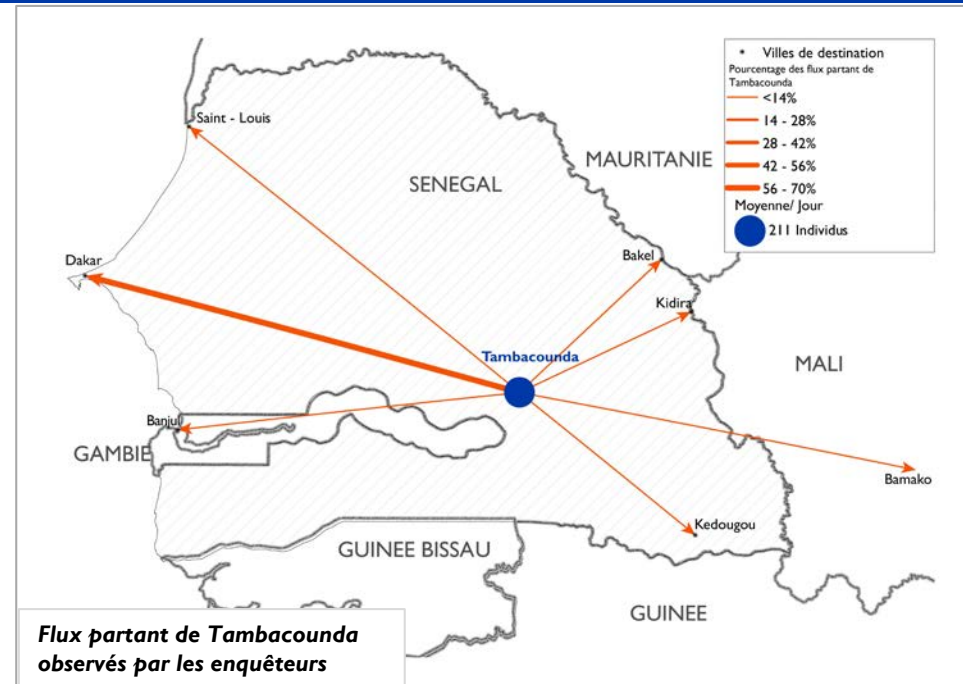 Villes de destination
Pourcentage des flux partant de
Tambacounda
<14%
14 - 28%
28 - 42%
42 - 56%
56 - 70%
Moyenne/ Jour
211 Individus
Saint - Louis
MAURITANIE
SENEGAL
Dakar
Bakel
Kidira
Tambacounda
MALI
Banjul
GAMBIE
Bamako
Kedougou
GUINEE BISSAU
GUINEE
Flux partant de Tambacounda
observés par les enquêteurs